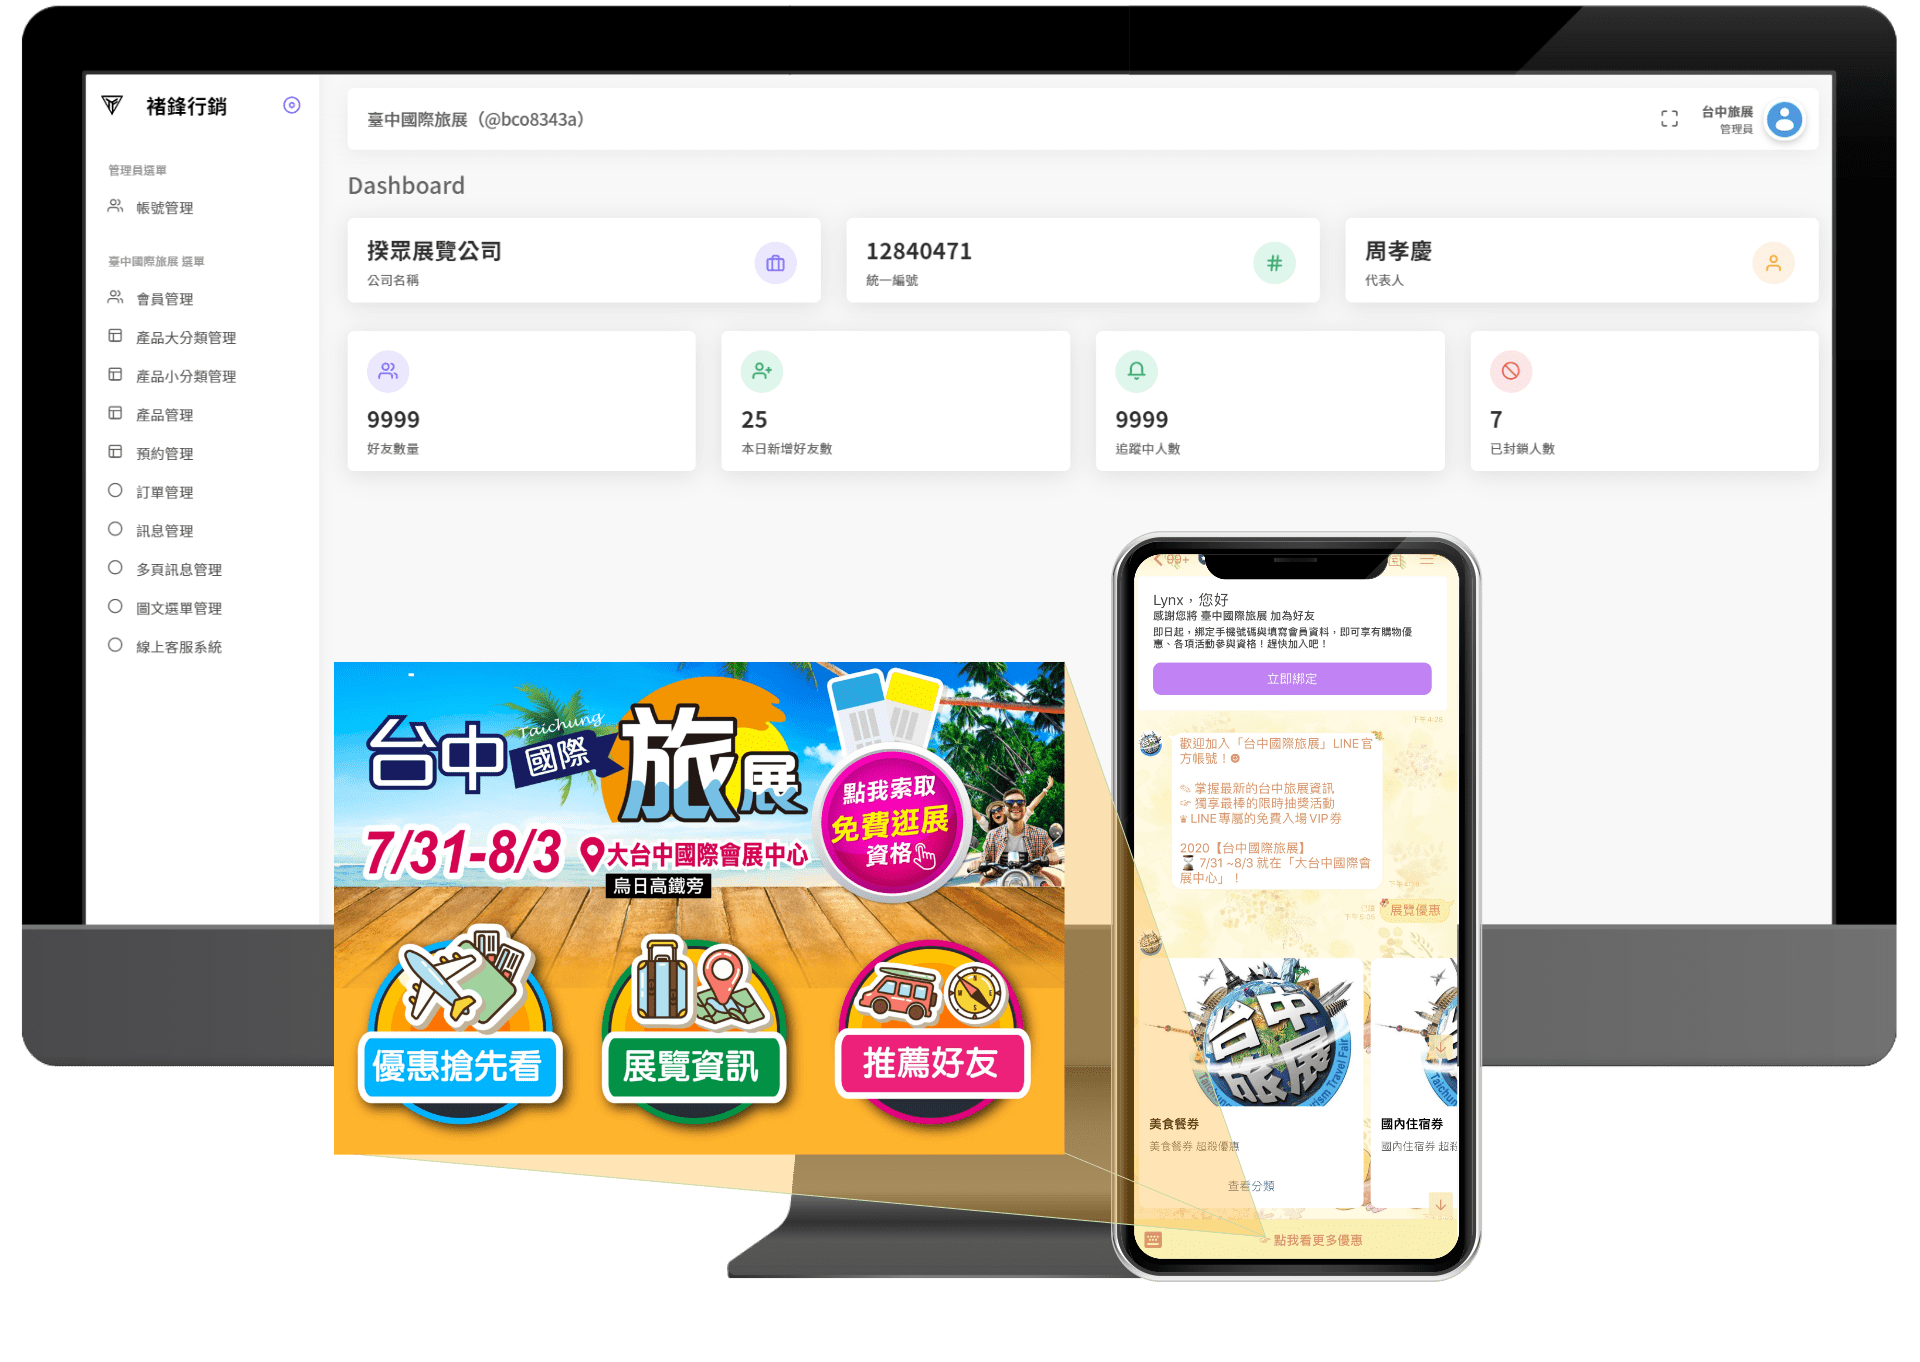 褚鋒行銷
管理員選單
帳號管理
臺中國際旅展 選單
會員管理
產品大分類管理
產品小分類管理
產品管理
預約管理
訂單管理
訊息管理
多頁訊息管理
圖文選單管理
線上客服系統
臺中國際旅展（@bco8343a）
台中旅展
管理員
Dashboard
揆眾展覽公司
公司名稱
12840471
統一編號
周孝慶
代表人
9999
好友數量
25
本日新增好友數
9999
追蹤中人數
7
已封鎖人數
台中
Taichung
國際
旅展
7/31-8/3
大台中國際會展中心
烏日高鐵旁
點我索取
免費逛展
資格
優惠搶先看
展覽資訊
推薦好友
99+
Lynx，您好
感謝您將 臺中國際旅展 加為好友
即日起，綁定手機號碼與填寫會員資料，即可享有購物優
惠、各項活動參與資格！趕快加入吧！
立即綁定
下午4:28
歡迎加入「台中國際旅展」LINE官
方帳號！
掌握最新的台中旅展資訊
獨享最棒的限時抽獎活動
LINE專屬的免費入場VIP券
2020【台中國際旅展】
7/31 ~8/3 就在「大台中國際會
展中心」！
展覽優惠
台中
旅展
美食餐券
美食餐券 超殺優惠
查看分類
國內住宿券
國內住宿券 超殺
點我看更多優惠